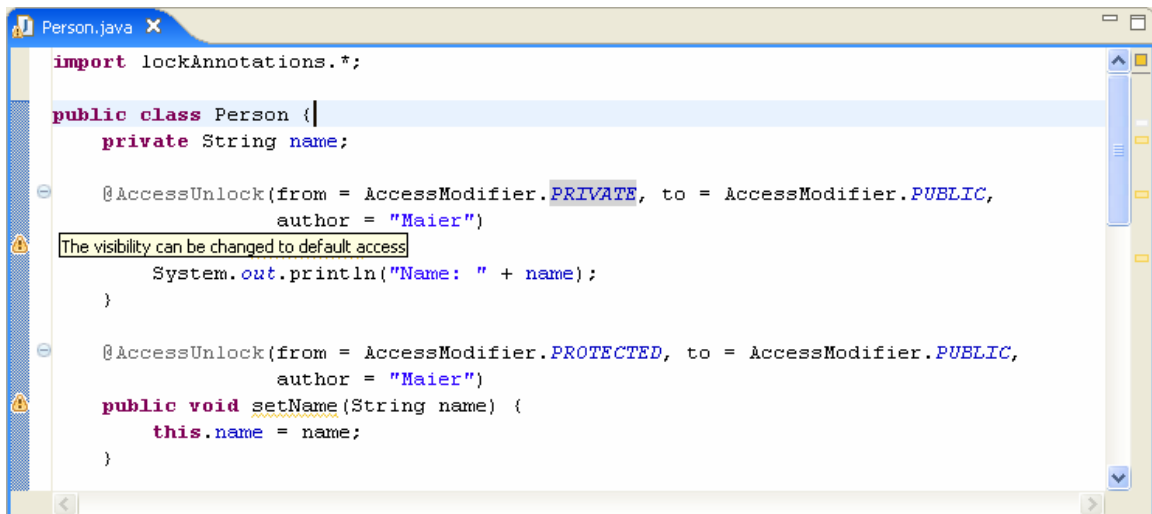 Person.java
import lockAnnotations.*;
public class Person {
private String name;
@AccessUnlock(from = AccessModifier.PRIVATE, to = AccessModifier.PUBLIC,
author = "Maier")
The visibility can be changed to default access
System.out.println("Name: " + name);
}
@AccessUnlock(from = AccessModifier.PROTECTED, to = AccessModifier.PUBLIC,
author = "Maier")
public void setName(String name) {
this.name = name;
}